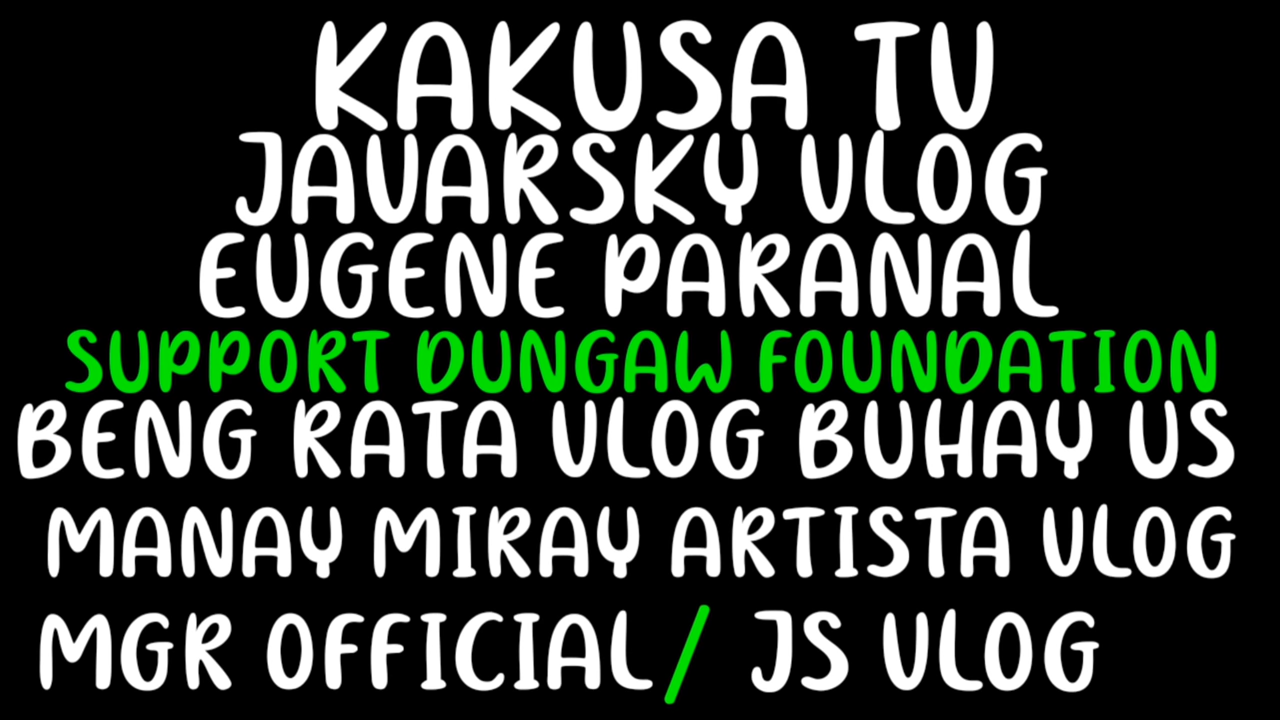 KAKUSA TV
JAVARSKY VLOG
EUGENE PARANAL
SUPPORT DUNGAW FOUNDATION
BENG RATA VLOG BUHAY US
MANAY MIRAY ARTISTA VLOG
MGR OFFICIAL/ JS VLOG